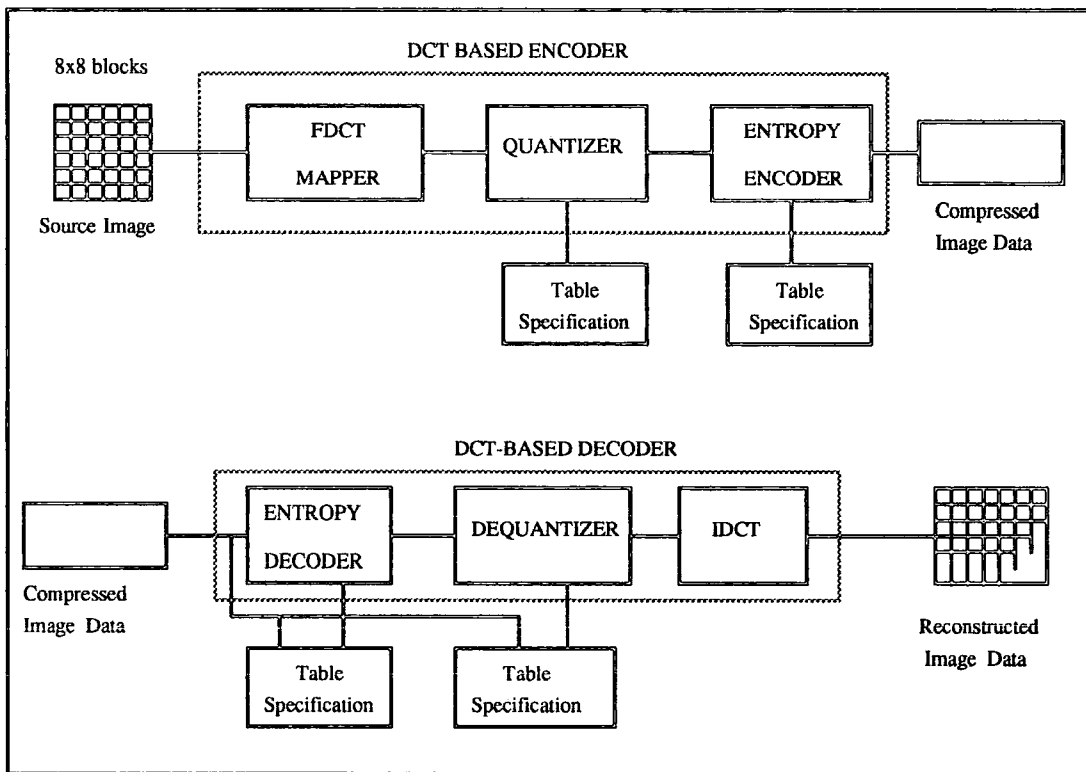 DCT BASED ENCODER
8x8 blocks
FDCT
MAPPER
QUANTIZER
ENTROPY
ENCODER
Source Image
Compressed
Image Data
Table
Specification
Table
Specification
DCT-BASED DECODER
ENTROPY
DECODER
DEQUANTIZER
IDCT
Compressed
Image Data
Reconstructed
Image Data
Table
Specification
Table
Specification